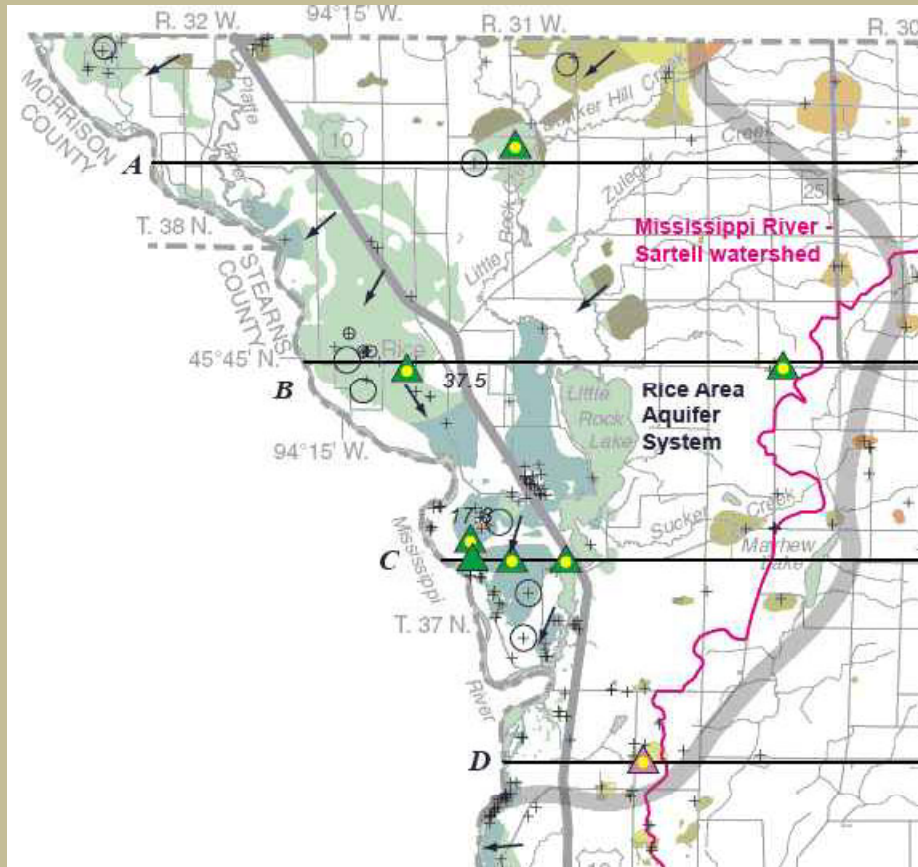 R. 32 W.
94°15' W.
R. 31 W.
R. 30
MORRISON
COUNTY
Platte
River
10
Bunker Hill Creek
A
Zuleger
Creek
25
Little Rock Creek
T. 38 N.
STEARNS
COUNTY
Mississippi River -
Sartell watershed
45°45' N.
Rice
B
37.5
Little
Rock
Lake
Rice Area
Aquifer
System
94°15' W.
Mississippi
Sucker Creek
Mayhew
Lake
C
T. 37 N.
River
D
10